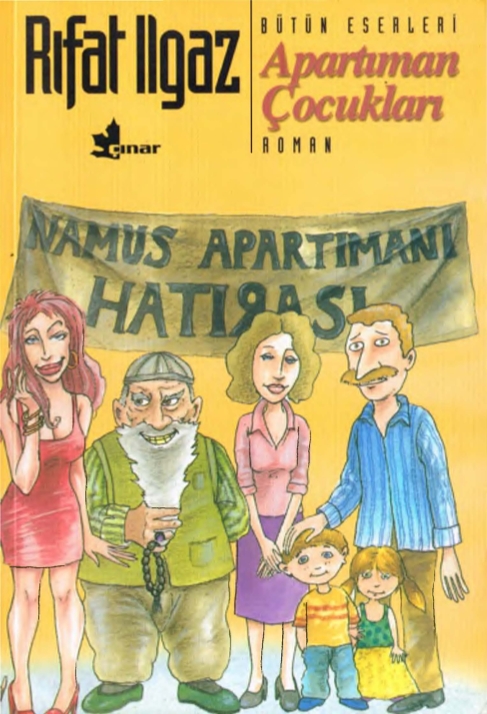 Rıfat Ilgaz
BÜTÜN ESERLERİ
Apartıman
Çocukları
ROMAN
çınar
NAMUS APARTIMANI
HATIRASI